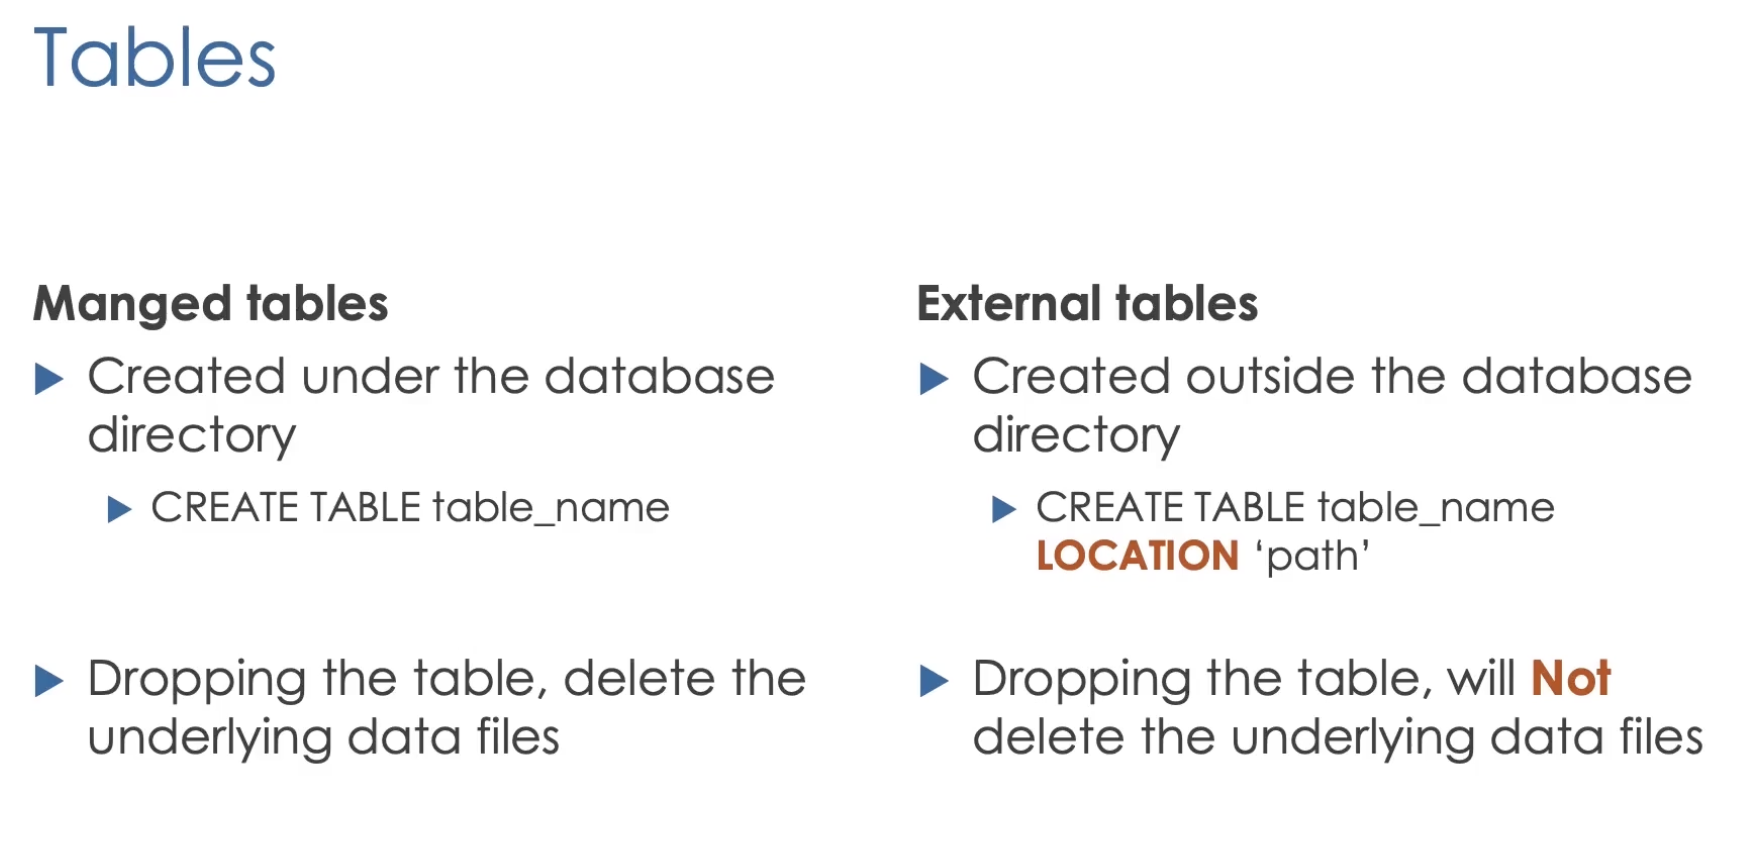 Tables
Manged tables
Created under the database
directory
CREATE TABLE table_name
Dropping the table, delete the
underlying data files
External tables
Created outside the database
directory
CREATE TABLE table_name
LOCATION ‘path’
Dropping the table, will Not
delete the underlying data files